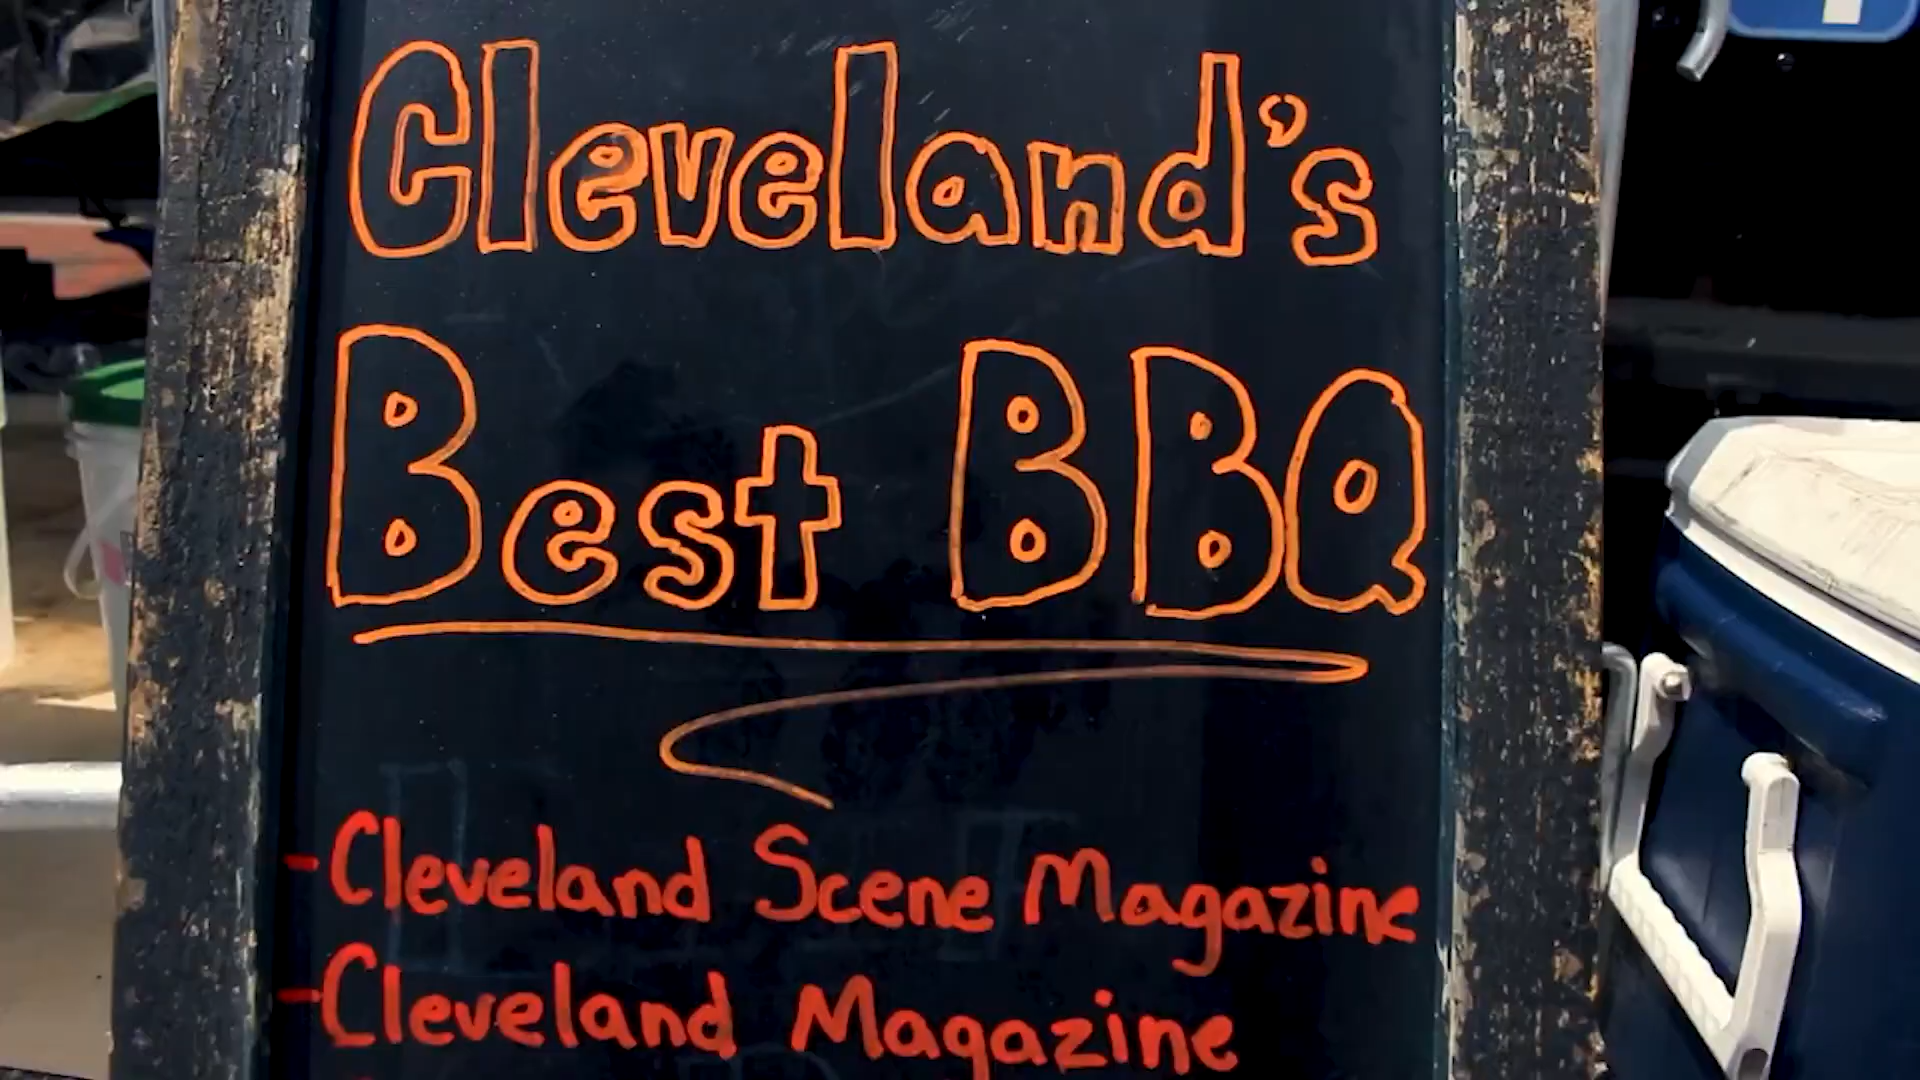 Cleveland's
Best BBQ
-Cleveland Scene Magazine
-Cleveland Magazine